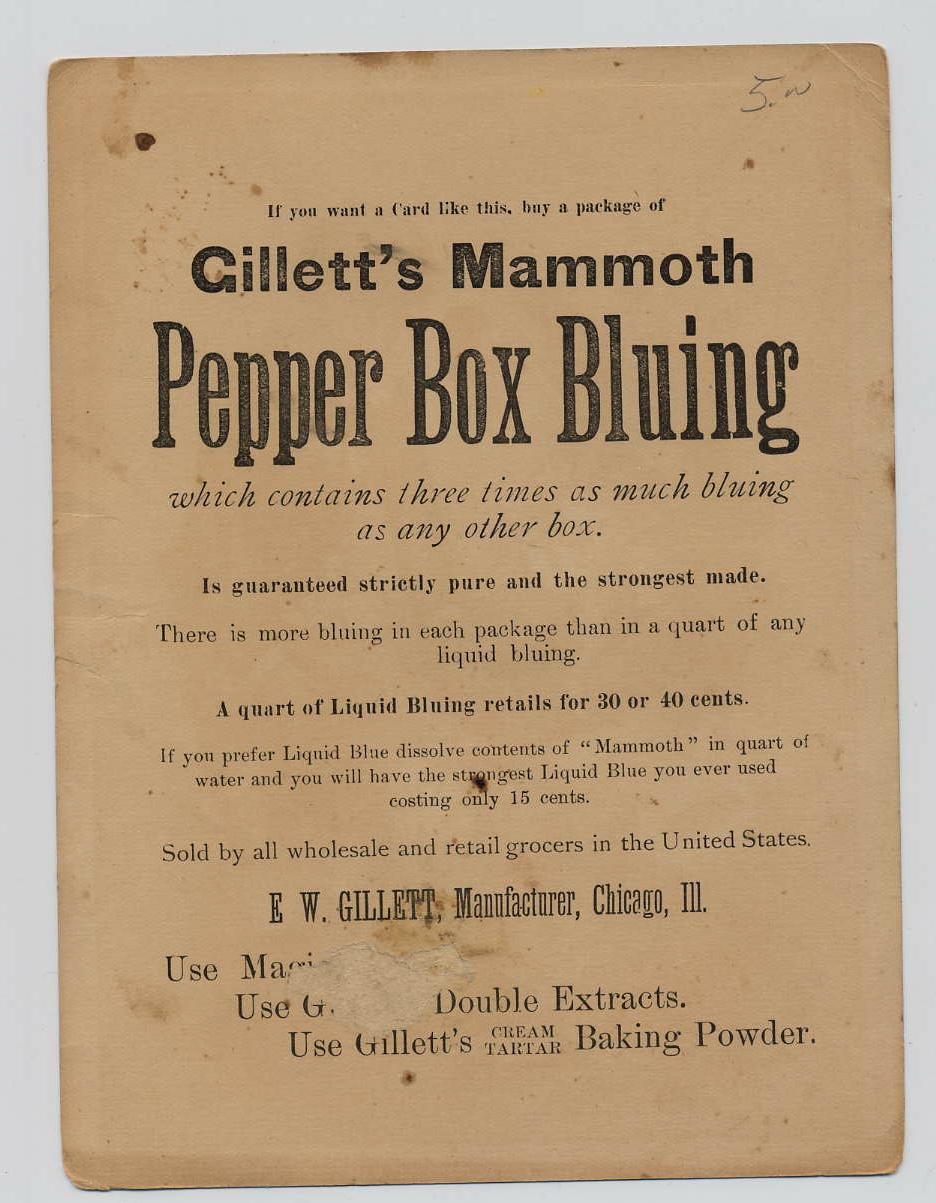 5.00
If you want a Card like this, buy a package of
Gillett's Mammoth
Pepper Box Bluing
which contains three times as much bluing
as any other box.
Is guaranteed strictly pure and the strongest made.
There is more bluing in each package than in a quart of any
liquid bluing.
A quart of Liquid Bluing retails for 30 or 40 cents.
If you prefer Liquid Blue dissolve contents of "Mammoth" in quart of
water and you will have the strongest Liquid Blue you ever used
costing only 15 cents.
Sold by all wholesale and retail grocers in the United States.
E W. GILLETT, Manufacturer, Chicago, Ill.
Use
Use Double Extracts.
Use Gillett's CREAM TARTAR Baking Powder.